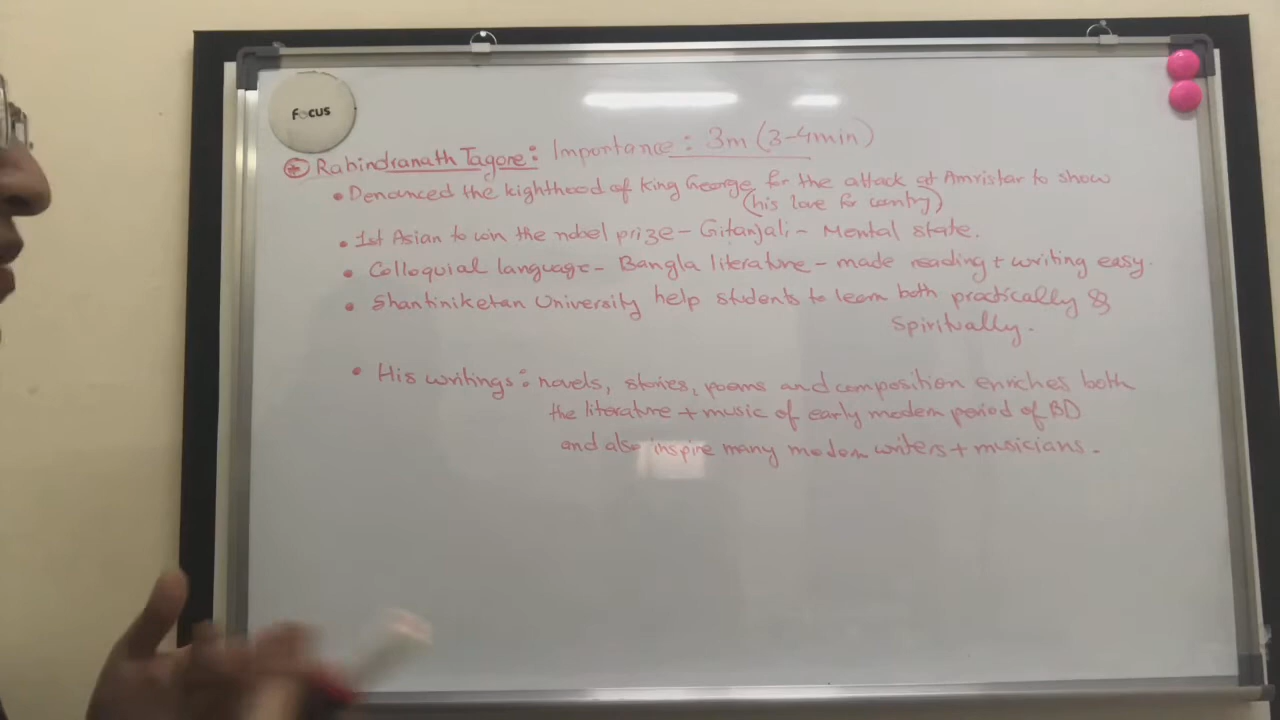 FOCUS
Rabindranath Tagore: Importance: 3m (3-4min)
• Denounced the kighthood of King George for the attack at Amristar to show
(his love for contry)
• 1st Asian to win the nobel prize - Gitanjali - Mental state.
• Colloquial language - Bangla literature - made reading + writing easy.
• Shantiniketan University help students to learn both practically &
Spiritually.
• His writings: novels, stories, poems and composition enriches both
the literature + music of early modern period of BD
and also inspire many modern writers + musicians.